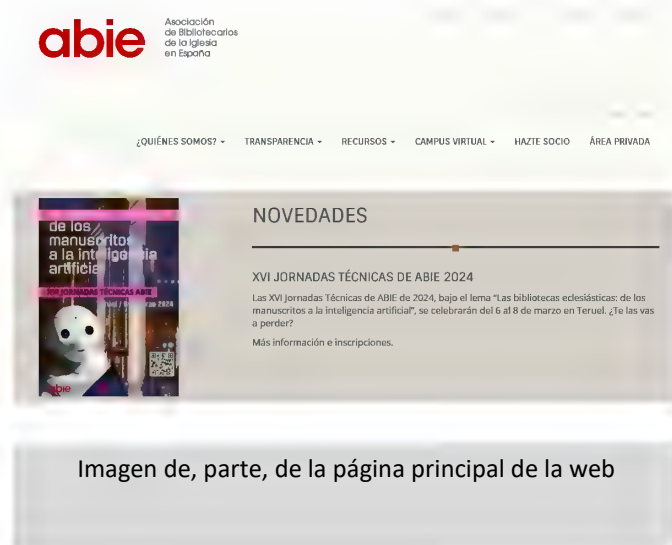 abie
Asociación
de Bibliotecarios
de la Iglesia
en España
¿QUIÉNES SOMOS? TRANSPARENCIA RECURSOS CAMPUS VIRTUAL HAZTE SOCIO ÁREA PRIVADA
de los
manuscritos
a la inteligencia
artificial
XVI JORNADAS TÉCNICAS ABIE
2024
abie
NOVEDADES
XVI JORNADAS TÉCNICAS DE ABIE 2024
Las XVI Jornadas Técnicas de ABIE de 2024, bajo el lema "Las bibliotecas eclesiásticas: de los
manuscritos a la inteligencia artificial", se celebrarán del 6 al 8 de marzo en Teruel. ¿Te las vas
a perder?
Más información e inscripciones.
Imagen de, parte, de la página principal de la web